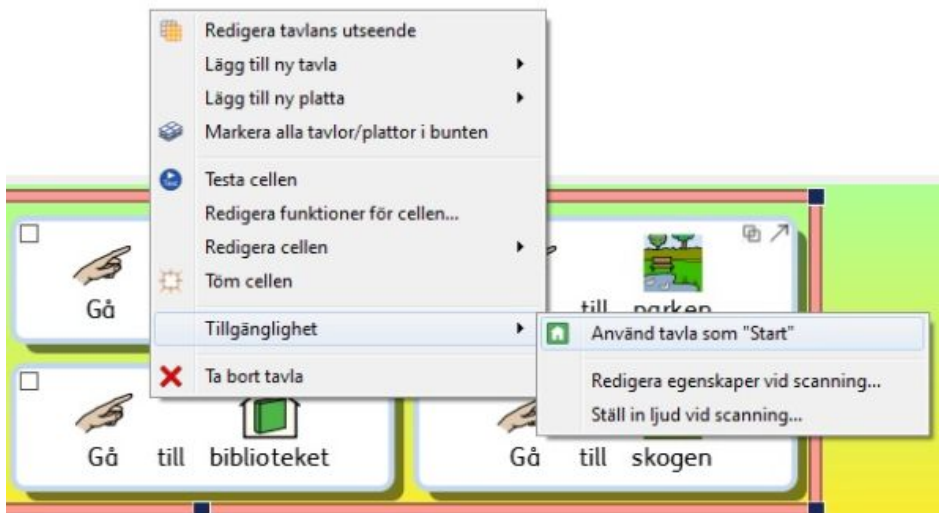 Redigera tavlans utseende
Lägg till ny tavla
Lägg till ny platta
Markera alla tavlor/plattor i bunten
Testa cellen
Redigera funktioner för cellen...
Redigera cellen
Töm cellen
Tillgänglighet
Ta bort tavla
Använd tavla som "Start"
Redigera egenskaper vid scanning...
Ställ in ljud vid scanning...
Gå
till parken
Gå till biblioteket
Gå till skogen